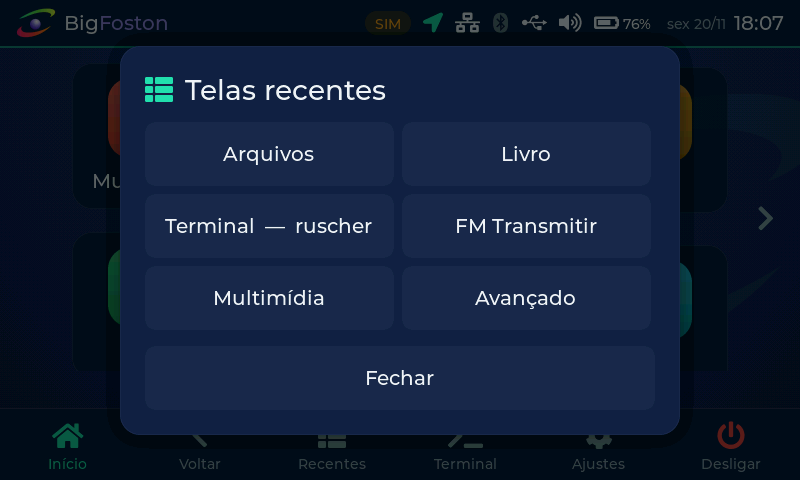 BigFoston
SIM
76%
sex 20/11
18:07
Telas recentes
Arquivos
Livro
Terminal — ruscher
FM Transmitir
Multimídia
Avançado
Fechar
Início
Voltar
Recentes
Terminal
Ajustes
Desligar